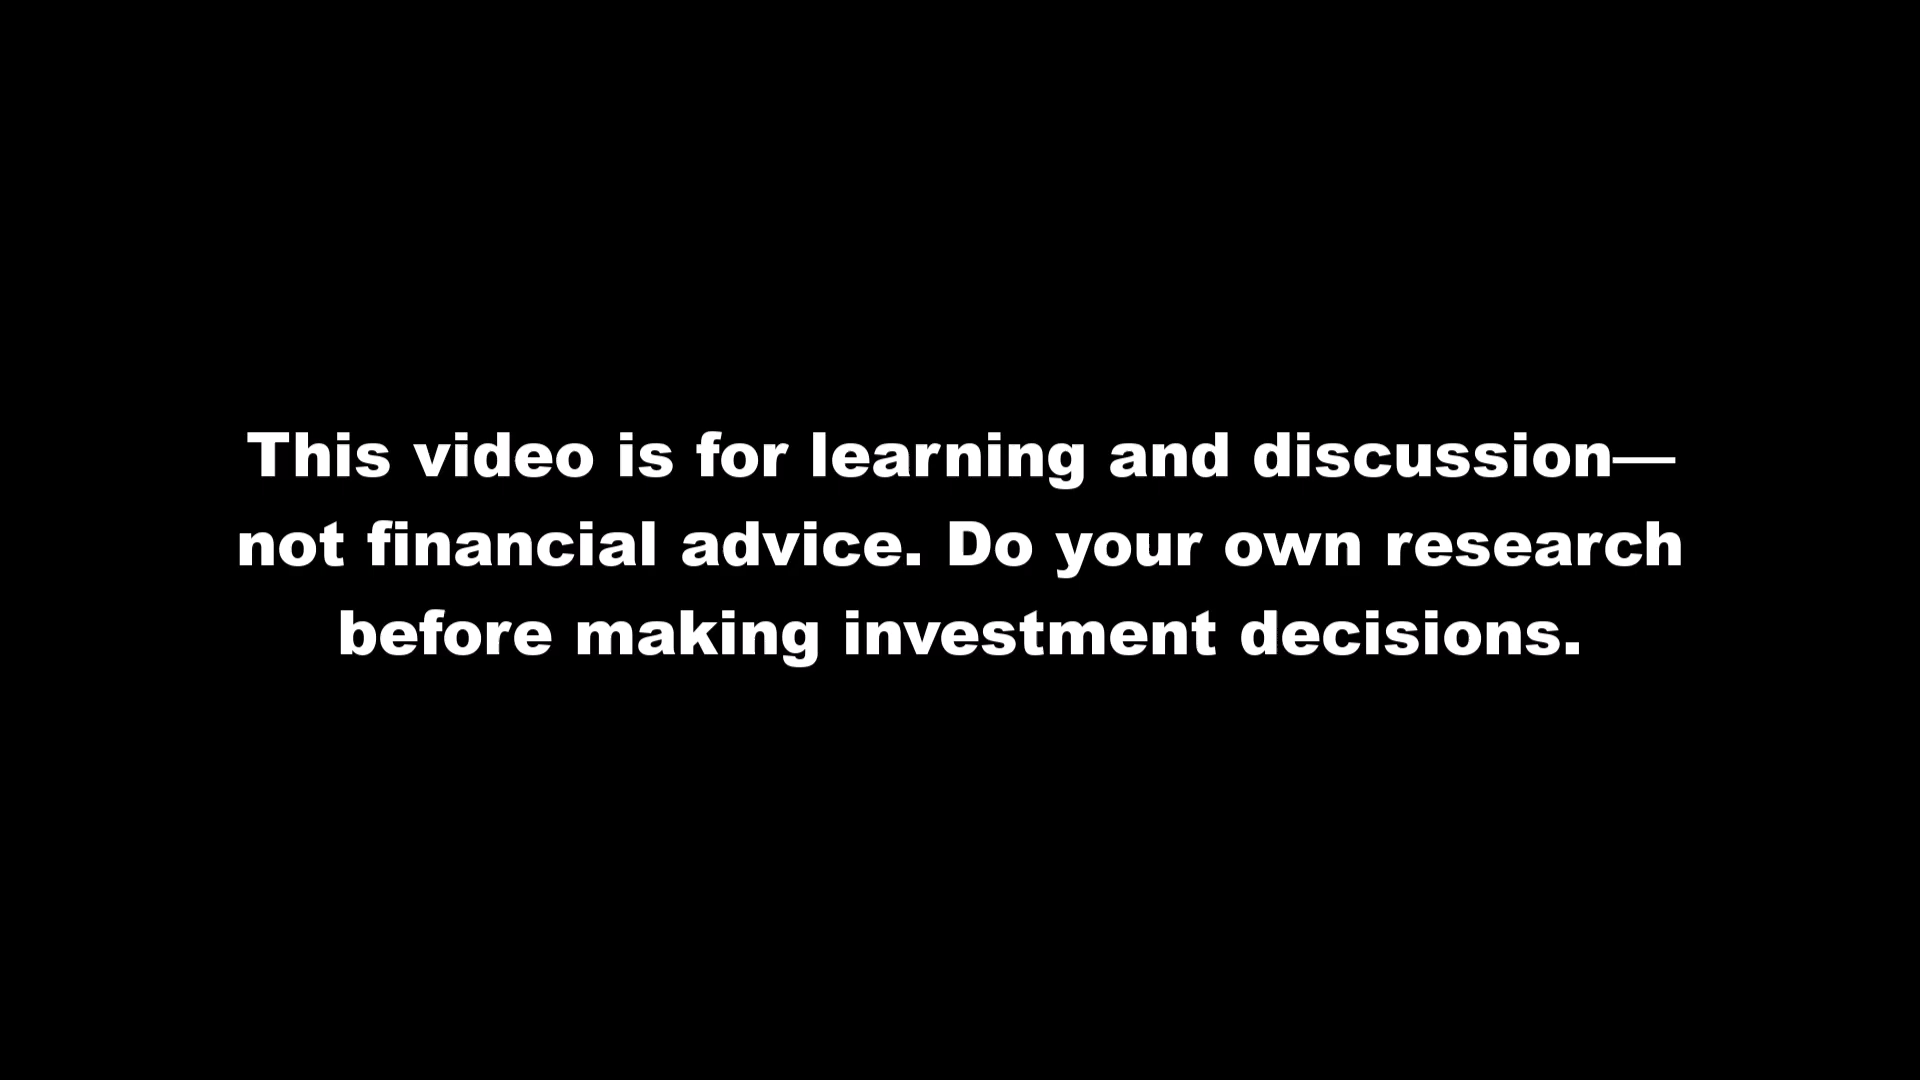 This video is for learning and discussion—
not financial advice. Do your own research
before making investment decisions.